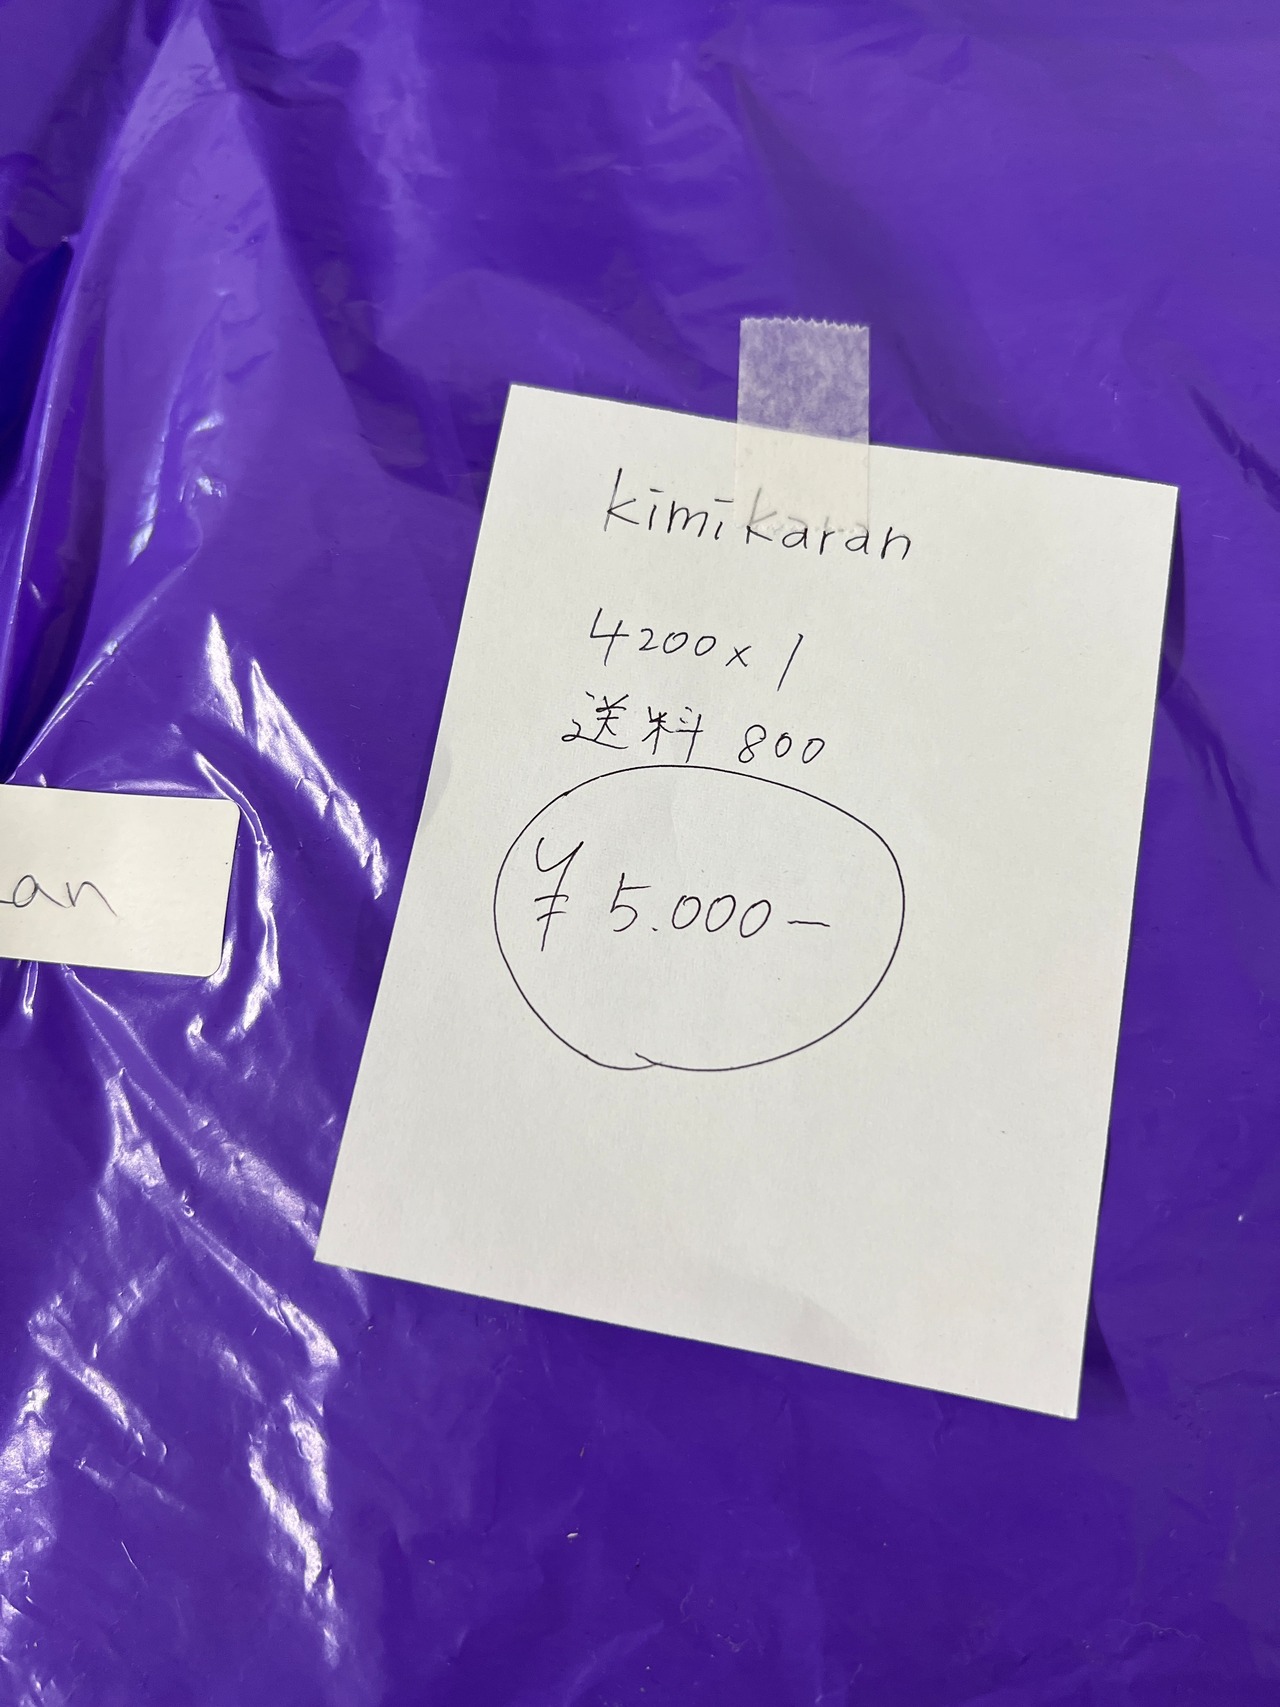 kimikaran
4200x1
送料 800
¥5.000-
an